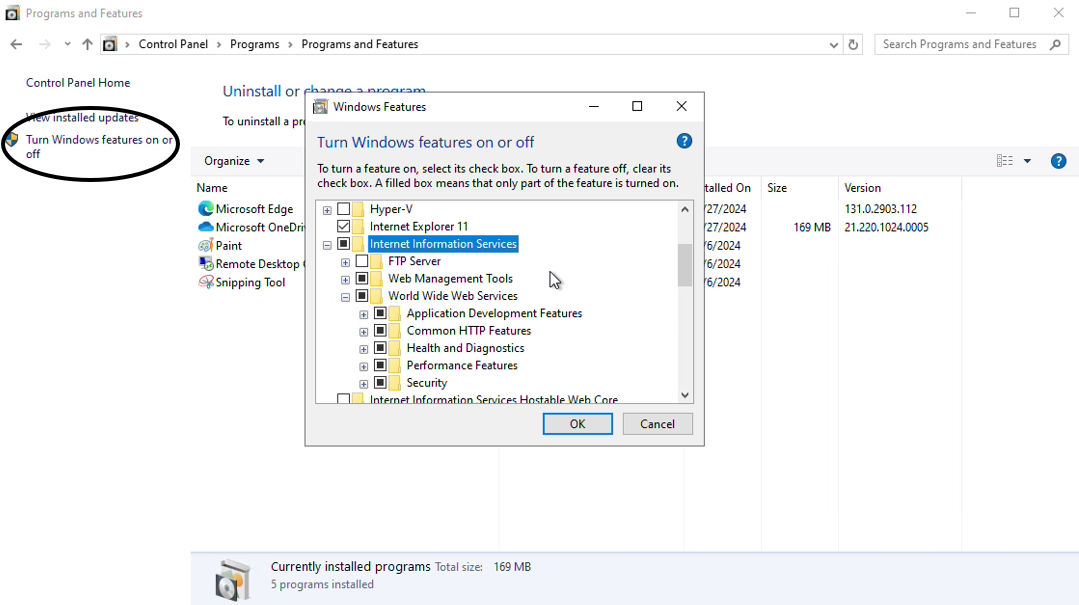 Programs and Features
Control Panel > Programs > Programs and Features
Search Programs and Features
Control Panel Home
View installed updates
Turn Windows features on or
off
Uninstall or change a program
To uninstall a pr
Organize
Name
talled On
Size
Version
Microsoft Edge
/27/2024
131.0.2903.112
Microsoft OneDri
/27/2024
169 MB
21.220.1024.0005
Paint
/6/2024
Remote Desktop
/6/2024
Snipping Tool
/6/2024
Windows Features
Turn Windows features on or off
To turn a feature on, select its check box. To turn a feature off, clear its
check box. A filled box means that only part of the feature is turned on.
Hyper-V
Internet Explorer 11
Internet Information Services
FTP Server
Web Management Tools
World Wide Web Services
Application Development Features
Common HTTP Features
Health and Diagnostics
Performance Features
Security
Internet Information Services Hostable Web Core
OK
Cancel
Currently installed programs Total size: 169 MB
5 programs installed